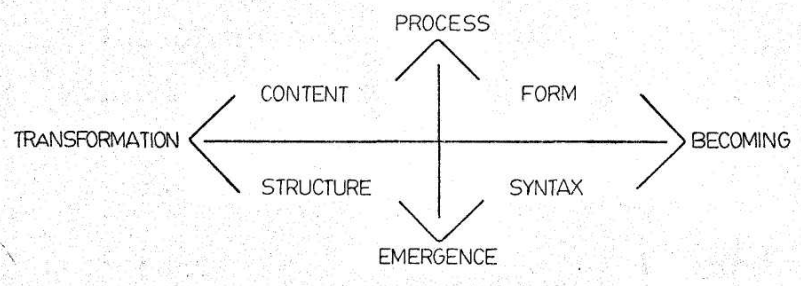 PROCESS
CONTENT FORM
TRANSFORMATION BECOMING
STRUCTURE SYNTAX
EMERGENCE